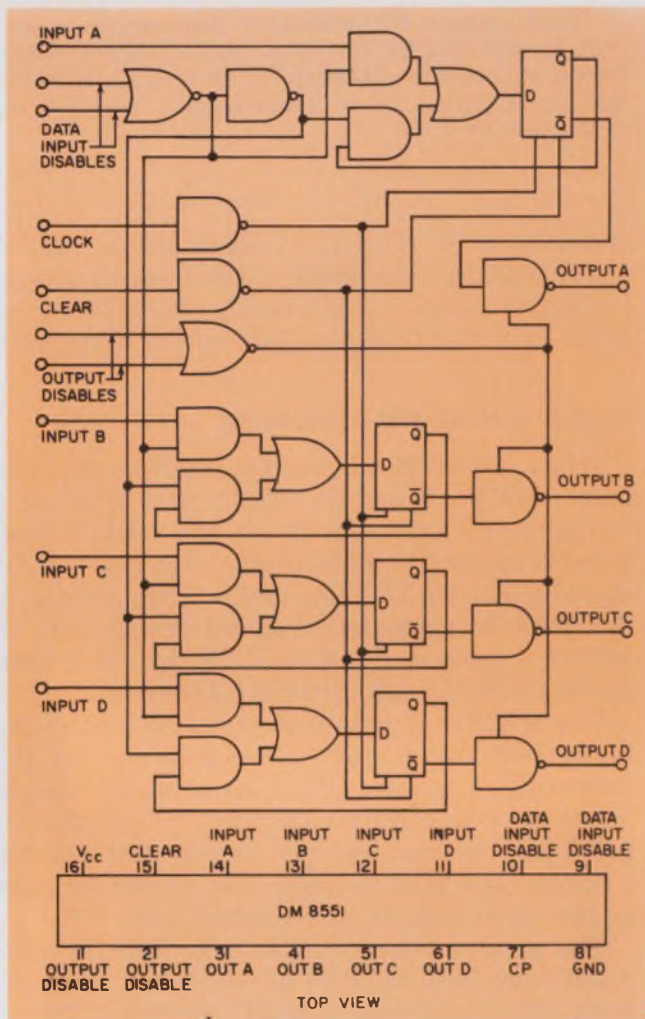 INPUT A
DATA
INPUT
DISABLES
D
Q
Q̅
CLOCK
CLEAR
OUTPUT A
OUTPUT
DISABLES
INPUT B
D
Q
Q̅
OUTPUT B
INPUT C
D
Q
Q̅
OUTPUT C
INPUT D
D
Q
Q̅
OUTPUT D
VCC CLEAR INPUT A INPUT B INPUT C INPUT D DATA INPUT DISABLE DATA INPUT DISABLE
16 15 14 13 12 11 10 9
DM 8551
1 2 3 4 5 6 7 8
OUTPUT DISABLE OUTPUT DISABLE OUT A OUT B OUT C OUT D CP GND
TOP VIEW